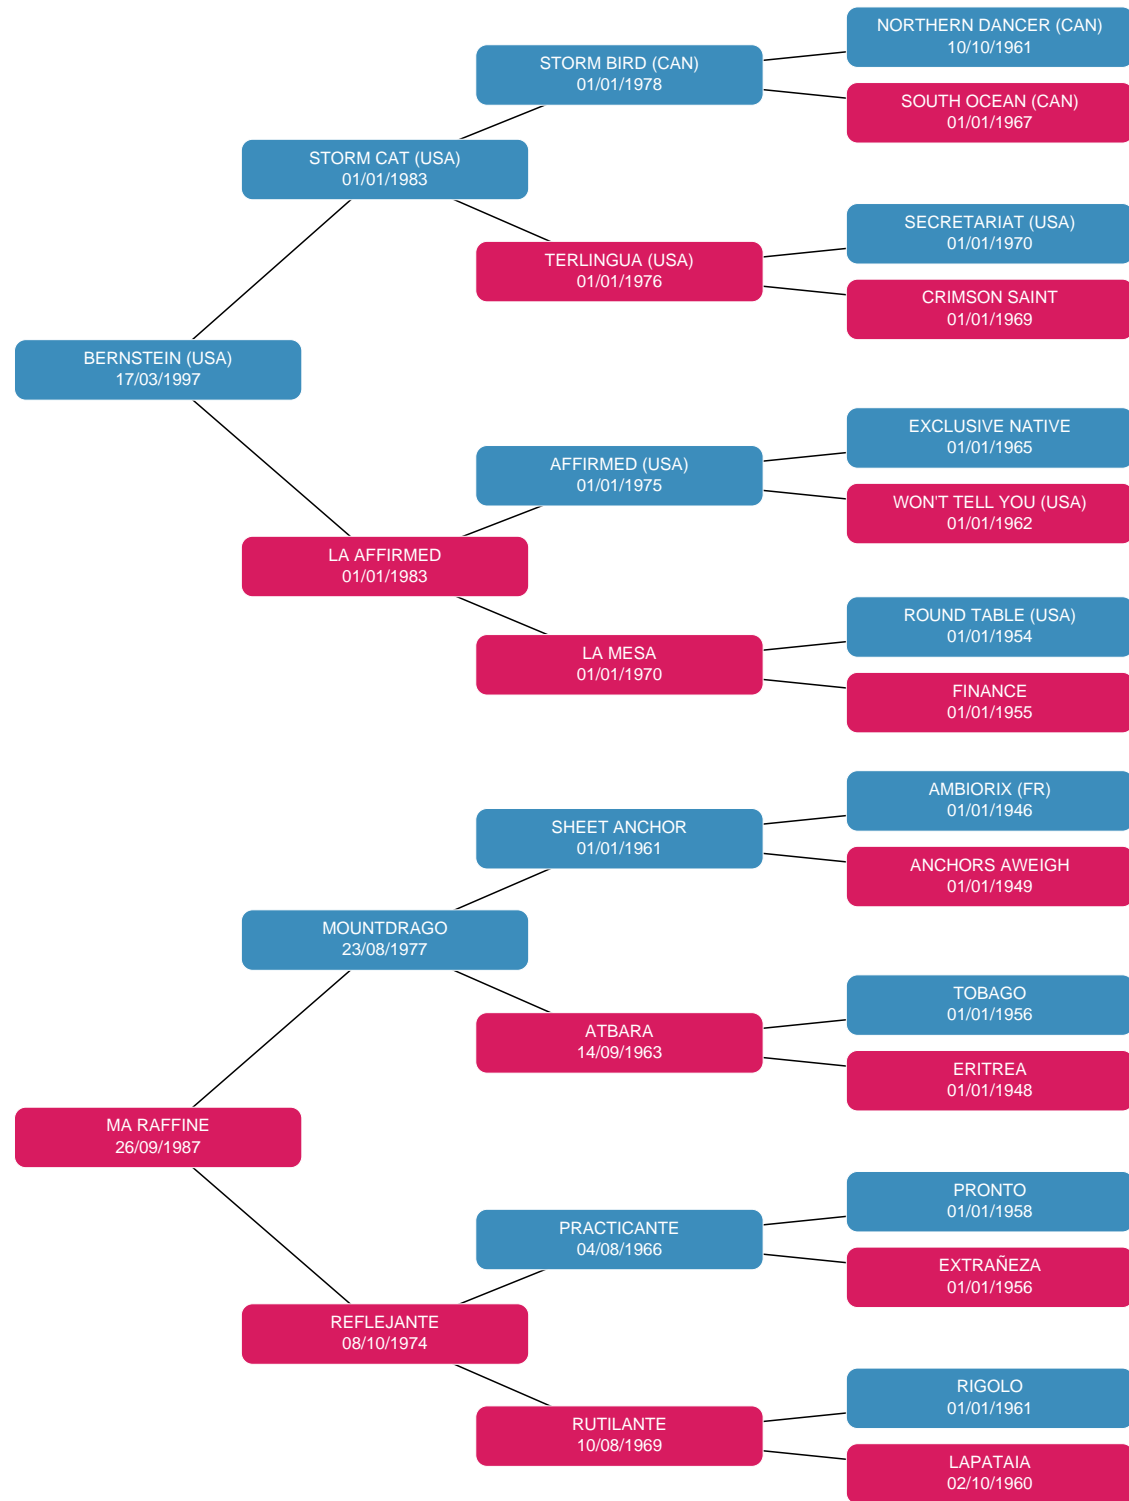 NORTHERN DANCER (CAN)
10/10/1961
STORM BIRD (CAN)
01/01/1978
SOUTH OCEAN (CAN)
01/01/1967
STORM CAT (USA)
01/01/1983
SECRETARIAT (USA)
01/01/1970
TERLINGUA (USA)
01/01/1976
CRIMSON SAINT
01/01/1969
BERNSTEIN (USA)
17/03/1997
EXCLUSIVE NATIVE
01/01/1965
AFFIRMED (USA)
01/01/1975
WON'T TELL YOU (USA)
01/01/1962
LA AFFIRMED
01/01/1983
ROUND TABLE (USA)
01/01/1954
LA MESA
01/01/1970
FINANCE
01/01/1955
AMBIORIX (FR)
01/01/1946
SHEET ANCHOR
01/01/1961
ANCHORS AWEIGH
01/01/1949
MOUNTDRAGO
23/08/1977
TOBAGO
01/01/1956
ATBARA
14/09/1963
ERITREA
01/01/1948
MA RAFFINE
26/09/1987
PRONTO
01/01/1958
PRACTICANTE
04/08/1966
EXTRAÑEZA
01/01/1956
REFLEJANTE
08/10/1974
RIGOLO
01/01/1961
RUTILANTE
10/08/1969
LAPATAIA
02/10/1960